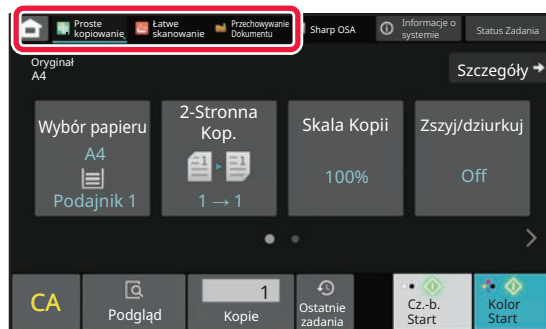 Proste
kopiowanie
Łatwe
skanowanie
Przechowywanie
Dokumentu
Sharp OSA
Informacje o
systemie
Status Zadania
Oryginał
A4
Szczegóły
Wybór papieru
A4
Podajnik 1
2-Stronna
Kop.
1
1
1 → 1
Skala Kopii
100%
Zszyj/dziurkuj
Off
CA
Podgląd
1
Kopie
Ostatnie
zadania
Cz.-b.
Start
Kolor
Start